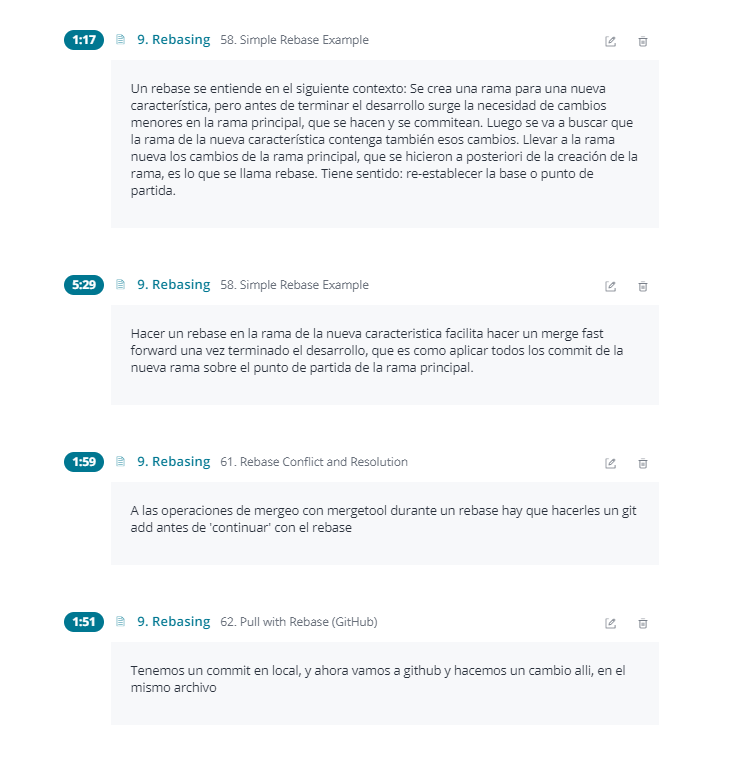 1:17 9. Rebasing 58. Simple Rebase Example
Un rebase se entiende en el siguiente contexto: Se crea una rama para una nueva
característica, pero antes de terminar el desarrollo surge la necesidad de cambios
menores en la rama principal, que se hacen y se commitean. Luego se va a buscar que
la rama de la nueva característica contenga también esos cambios. Llevar a la rama
nueva los cambios de la rama principal, que se hicieron a posteriori de la creación de la
rama, es lo que se llama rebase. Tiene sentido: re-establecer la base o punto de
partida.
5:29 9. Rebasing 58. Simple Rebase Example
Hacer un rebase en la rama de la nueva caracteristica facilita hacer un merge fast
forward una vez terminado el desarrollo, que es como aplicar todos los commit de la
nueva rama sobre el punto de partida de la rama principal.
1:59 9. Rebasing 61. Rebase Conflict and Resolution
A las operaciones de mergeo con mergetool durante un rebase hay que hacerles un git
add antes de 'continuar' con el rebase
1:51 9. Rebasing 62. Pull with Rebase (GitHub)
Tenemos un commit en local, y ahora vamos a github y hacemos un cambio alli, en el
mismo archivo